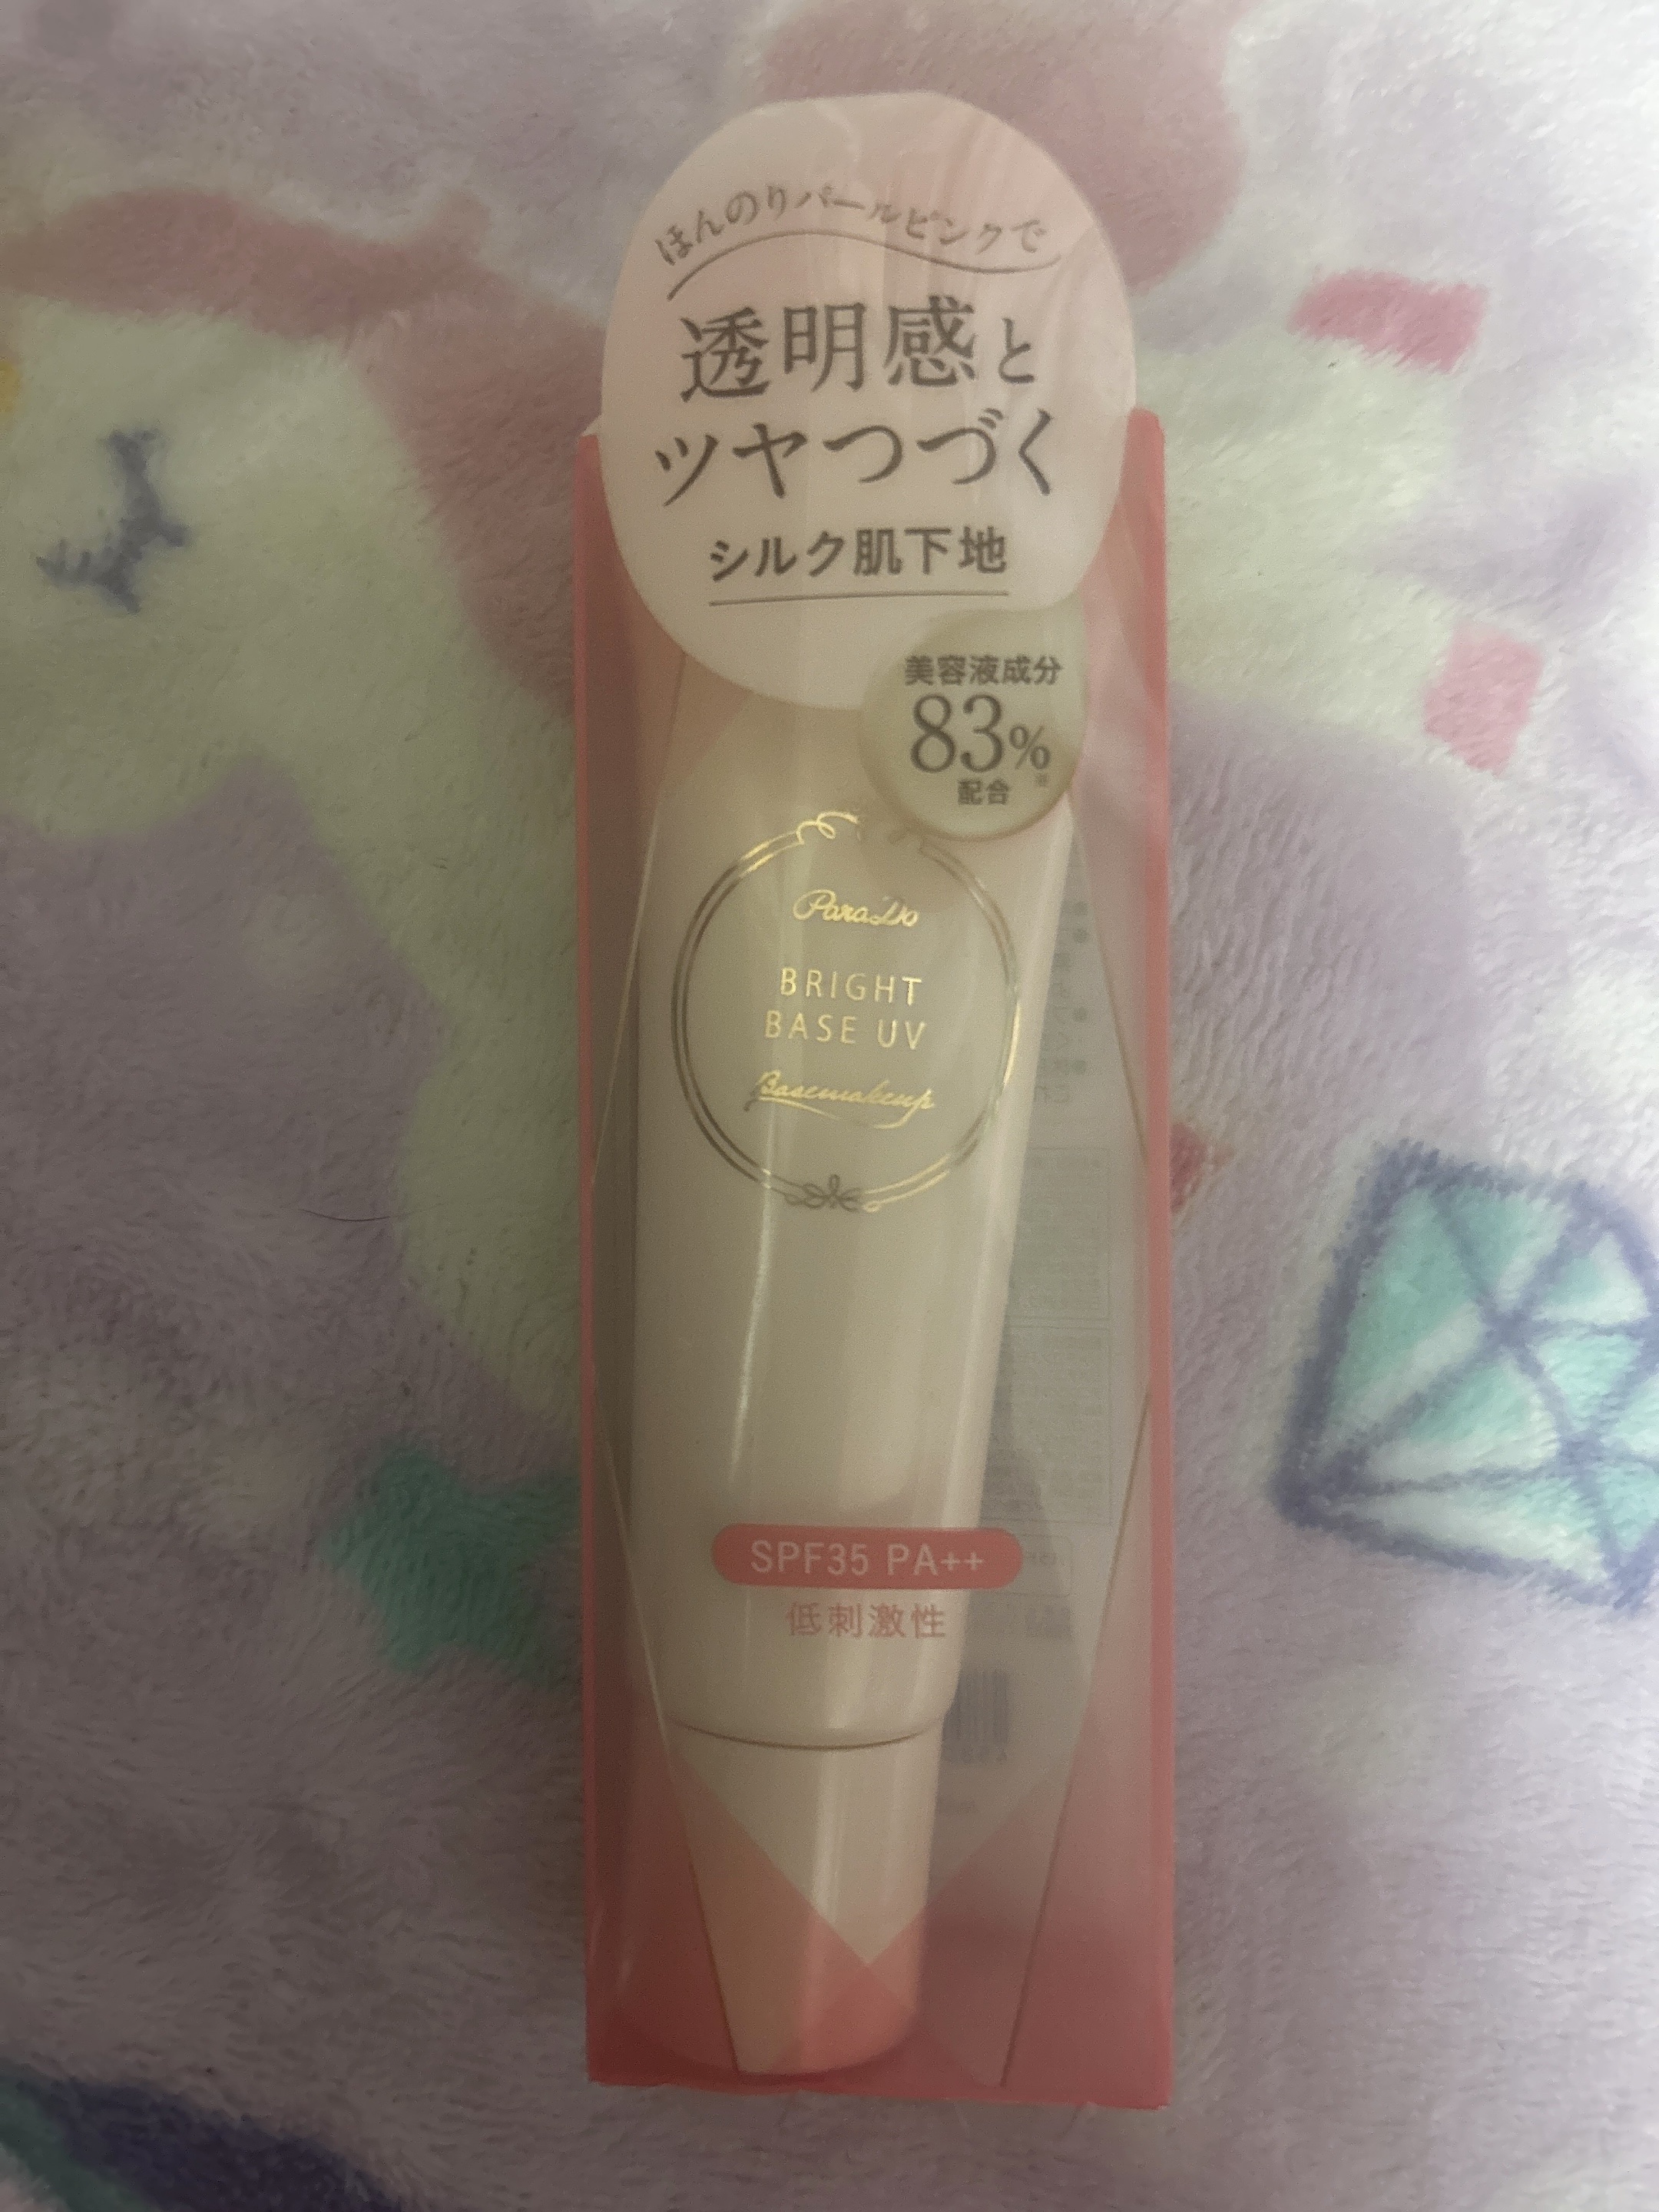 ほんのりパールピンクで
透明感と
ツヤつづく
シルク肌下地
美容液成分
83%※
配合
Para Do
BRIGHT
BASE UV
Basemakeup
SPF35 PA++
低刺激性